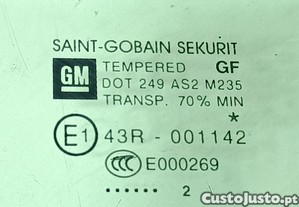 SAINT-GOBAIN SEKURIT
GM
TEMPERED GF
DOT 249 AS2 M235
TRANSP. 70% MIN
*
E1 43R - 001142
CCC E000269
...... 2
CustoJusto.pt